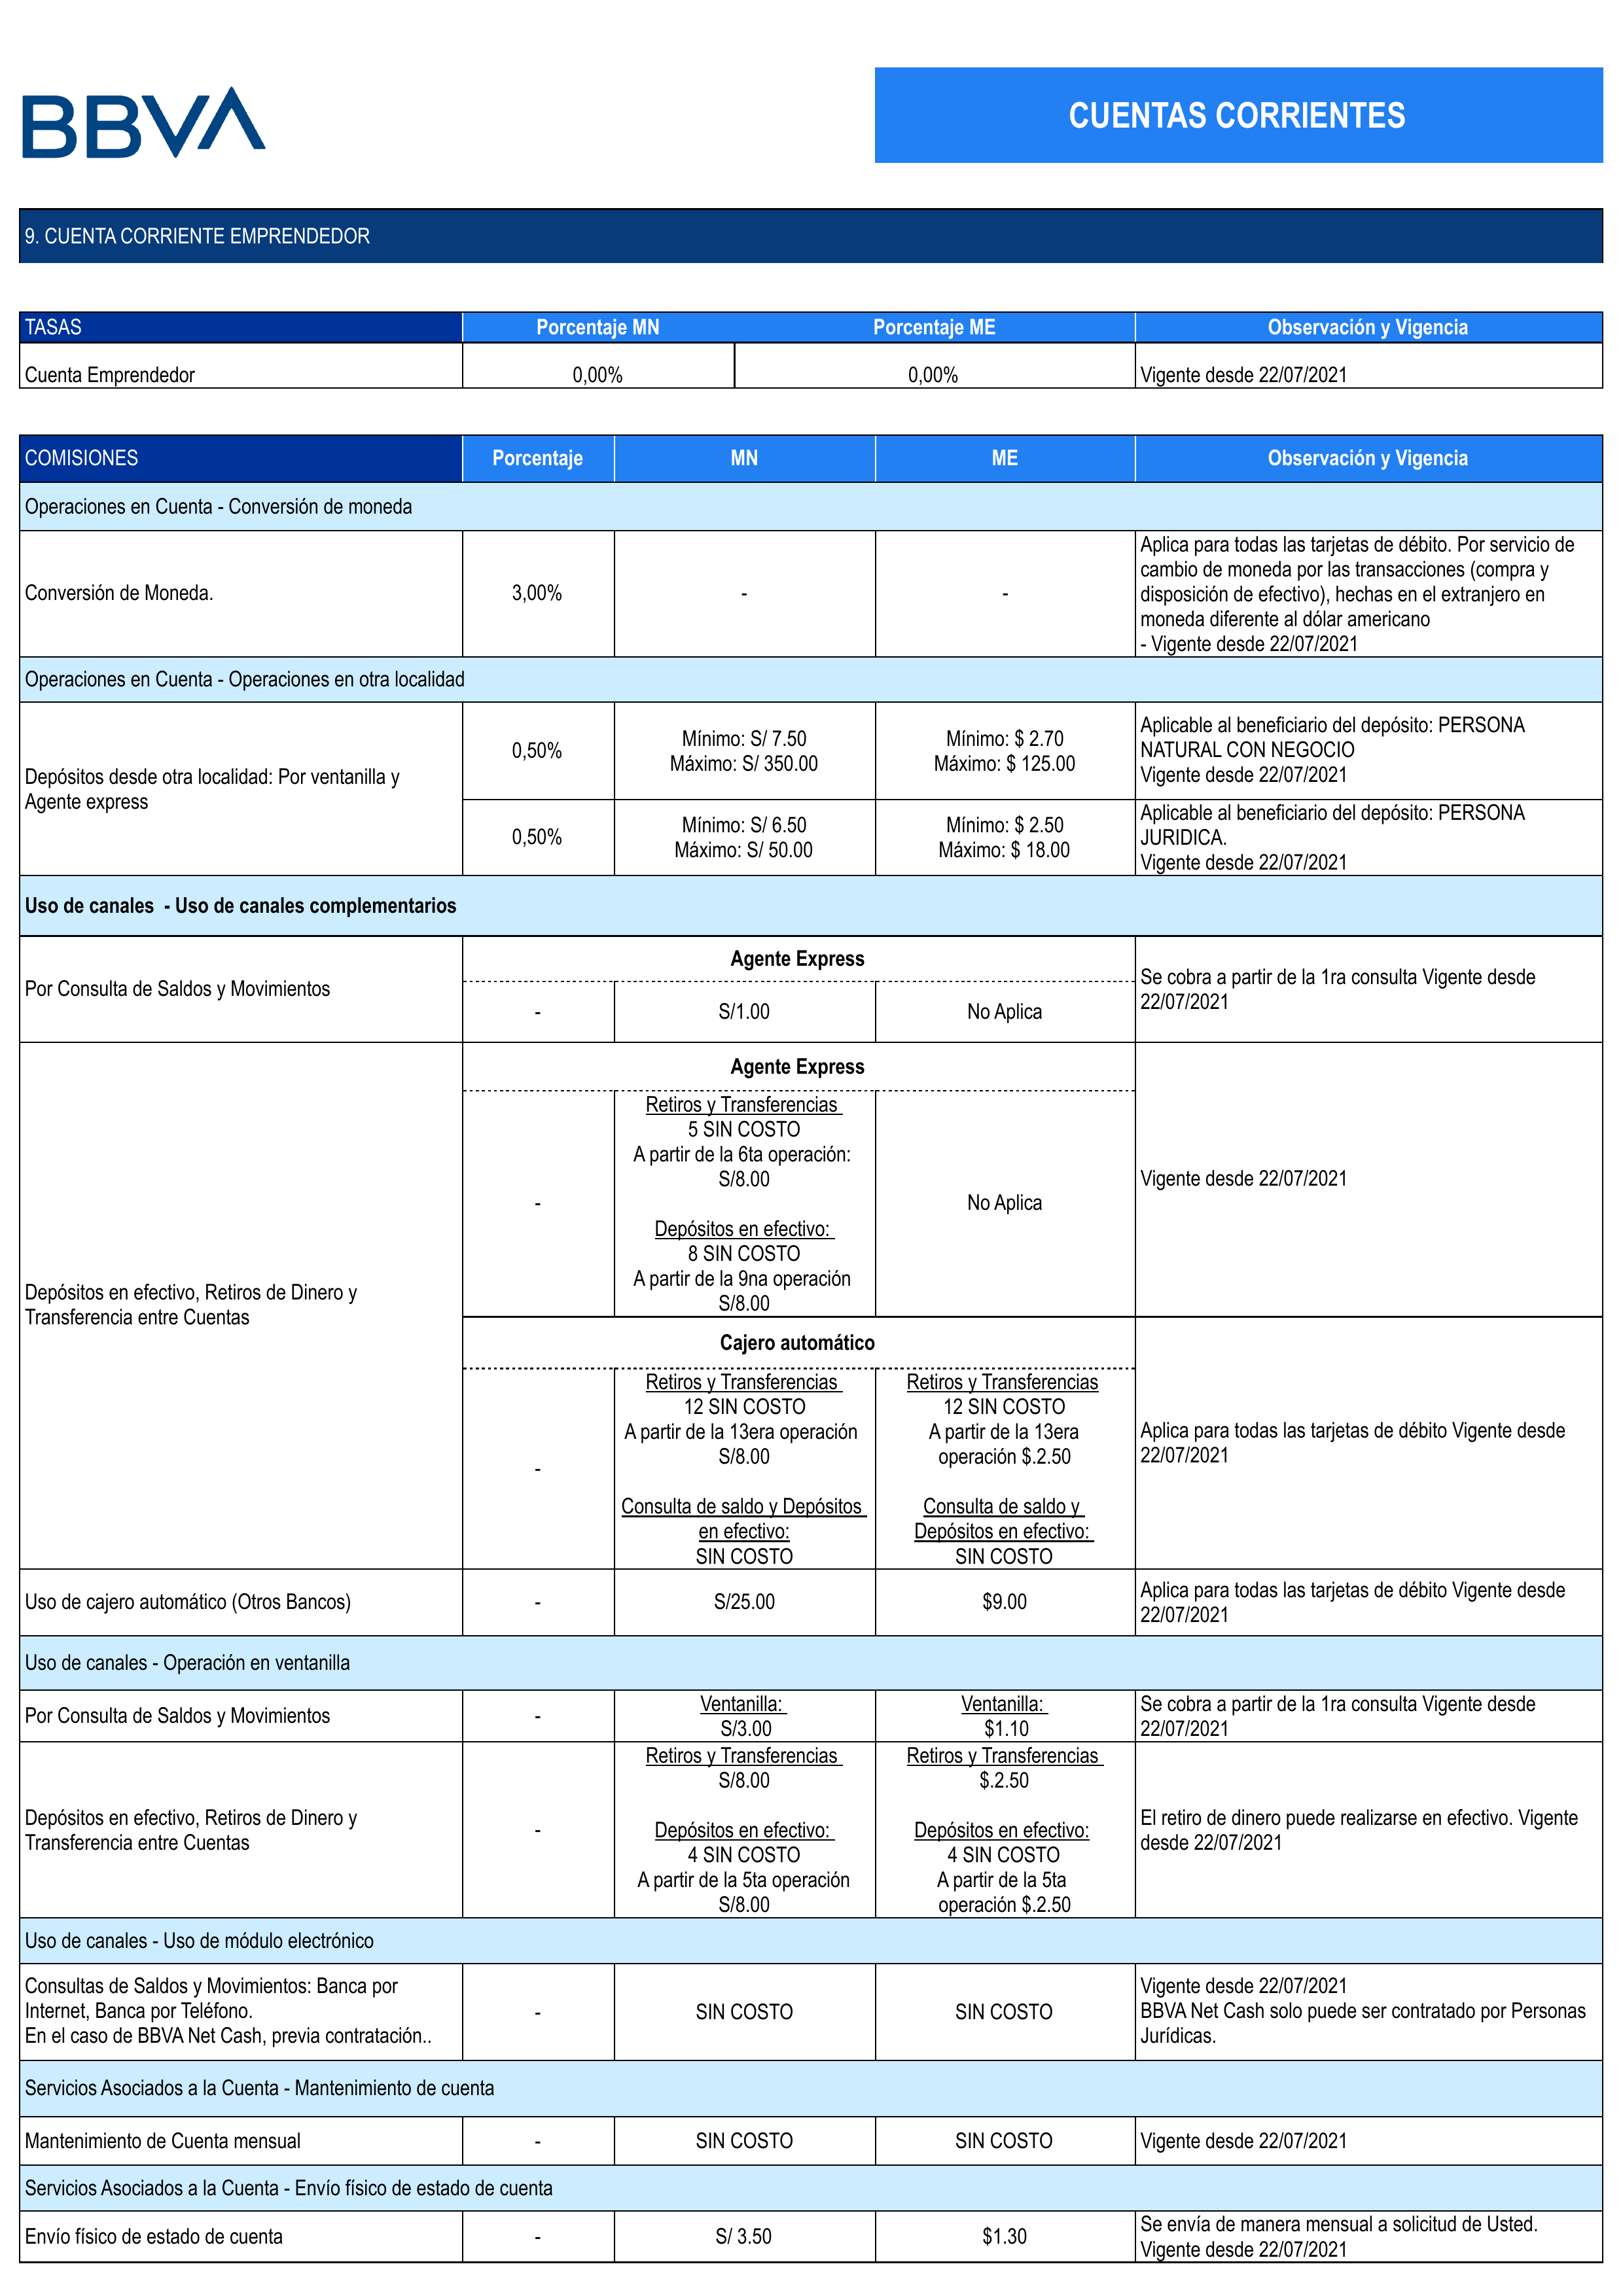 BBVA
CUENTAS CORRIENTES
9. CUENTA CORRIENTE EMPRENDEDOR
TASAS Porcentaje MN Porcentaje ME Observación y Vigencia
Cuenta Emprendedor 0,00% 0,00% Vigente desde 22/07/2021
COMISIONES Porcentaje MN ME Observación y Vigencia
Operaciones en Cuenta - Conversión de moneda
Conversión de Moneda. 3,00% - -
Aplica para todas las tarjetas de débito. Por servicio de
cambio de moneda por las transacciones (compra y
disposición de efectivo), hechas en el extranjero en
moneda diferente al dólar americano
- Vigente desde 22/07/2021
Operaciones en Cuenta - Operaciones en otra localidad
Depósitos desde otra localidad: Por ventanilla y
Agente express
0,50%
Mínimo: S/ 7.50
Máximo: S/ 350.00
Mínimo: $ 2.70
Máximo: $ 125.00
Aplicable al beneficiario del depósito: PERSONA
NATURAL CON NEGOCIO
Vigente desde 22/07/2021
0,50%
Mínimo: S/ 6.50
Máximo: S/ 50.00
Mínimo: $ 2.50
Máximo: $ 18.00
Aplicable al beneficiario del depósito: PERSONA
JURIDICA.
Vigente desde 22/07/2021
Uso de canales  - Uso de canales complementarios
Por Consulta de Saldos y Movimientos
Agente Express
- S/1.00 No Aplica
Se cobra a partir de la 1ra consulta Vigente desde
22/07/2021
Depósitos en efectivo, Retiros de Dinero y
Transferencia entre Cuentas
Agente Express
-
Retiros y Transferencias
5 SIN COSTO
A partir de la 6ta operación:
S/8.00
Depósitos en efectivo:
8 SIN COSTO
A partir de la 9na operación
S/8.00
No Aplica
Vigente desde 22/07/2021
Cajero automático
-
Retiros y Transferencias
12 SIN COSTO
A partir de la 13era operación
S/8.00
Consulta de saldo y Depósitos
en efectivo:
SIN COSTO
Retiros y Transferencias
12 SIN COSTO
A partir de la 13era
operación $.2.50
Consulta de saldo y
Depósitos en efectivo:
SIN COSTO
Aplica para todas las tarjetas de débito Vigente desde
22/07/2021
Uso de cajero automático (Otros Bancos) - S/25.00 $9.00
Aplica para todas las tarjetas de débito Vigente desde
22/07/2021
Uso de canales - Operación en ventanilla
Por Consulta de Saldos y Movimientos -
Ventanilla:
S/3.00
Ventanilla:
$1.10
Se cobra a partir de la 1ra consulta Vigente desde
22/07/2021
Depósitos en efectivo, Retiros de Dinero y
Transferencia entre Cuentas
-
Retiros y Transferencias
S/8.00
Depósitos en efectivo:
4 SIN COSTO
A partir de la 5ta operación
S/8.00
Retiros y Transferencias
$.2.50
Depósitos en efectivo:
4 SIN COSTO
A partir de la 5ta
operación $.2.50
El retiro de dinero puede realizarse en efectivo. Vigente
desde 22/07/2021
Uso de canales - Uso de módulo electrónico
Consultas de Saldos y Movimientos: Banca por
Internet, Banca por Teléfono.
En el caso de BBVA Net Cash, previa contratación..
- SIN COSTO SIN COSTO
Vigente desde 22/07/2021
BBVA Net Cash solo puede ser contratado por Personas
Jurídicas.
Servicios Asociados a la Cuenta - Mantenimiento de cuenta
Mantenimiento de Cuenta mensual - SIN COSTO SIN COSTO Vigente desde 22/07/2021
Servicios Asociados a la Cuenta - Envío físico de estado de cuenta
Envío físico de estado de cuenta - S/ 3.50 $1.30
Se envía de manera mensual a solicitud de Usted.
Vigente desde 22/07/2021